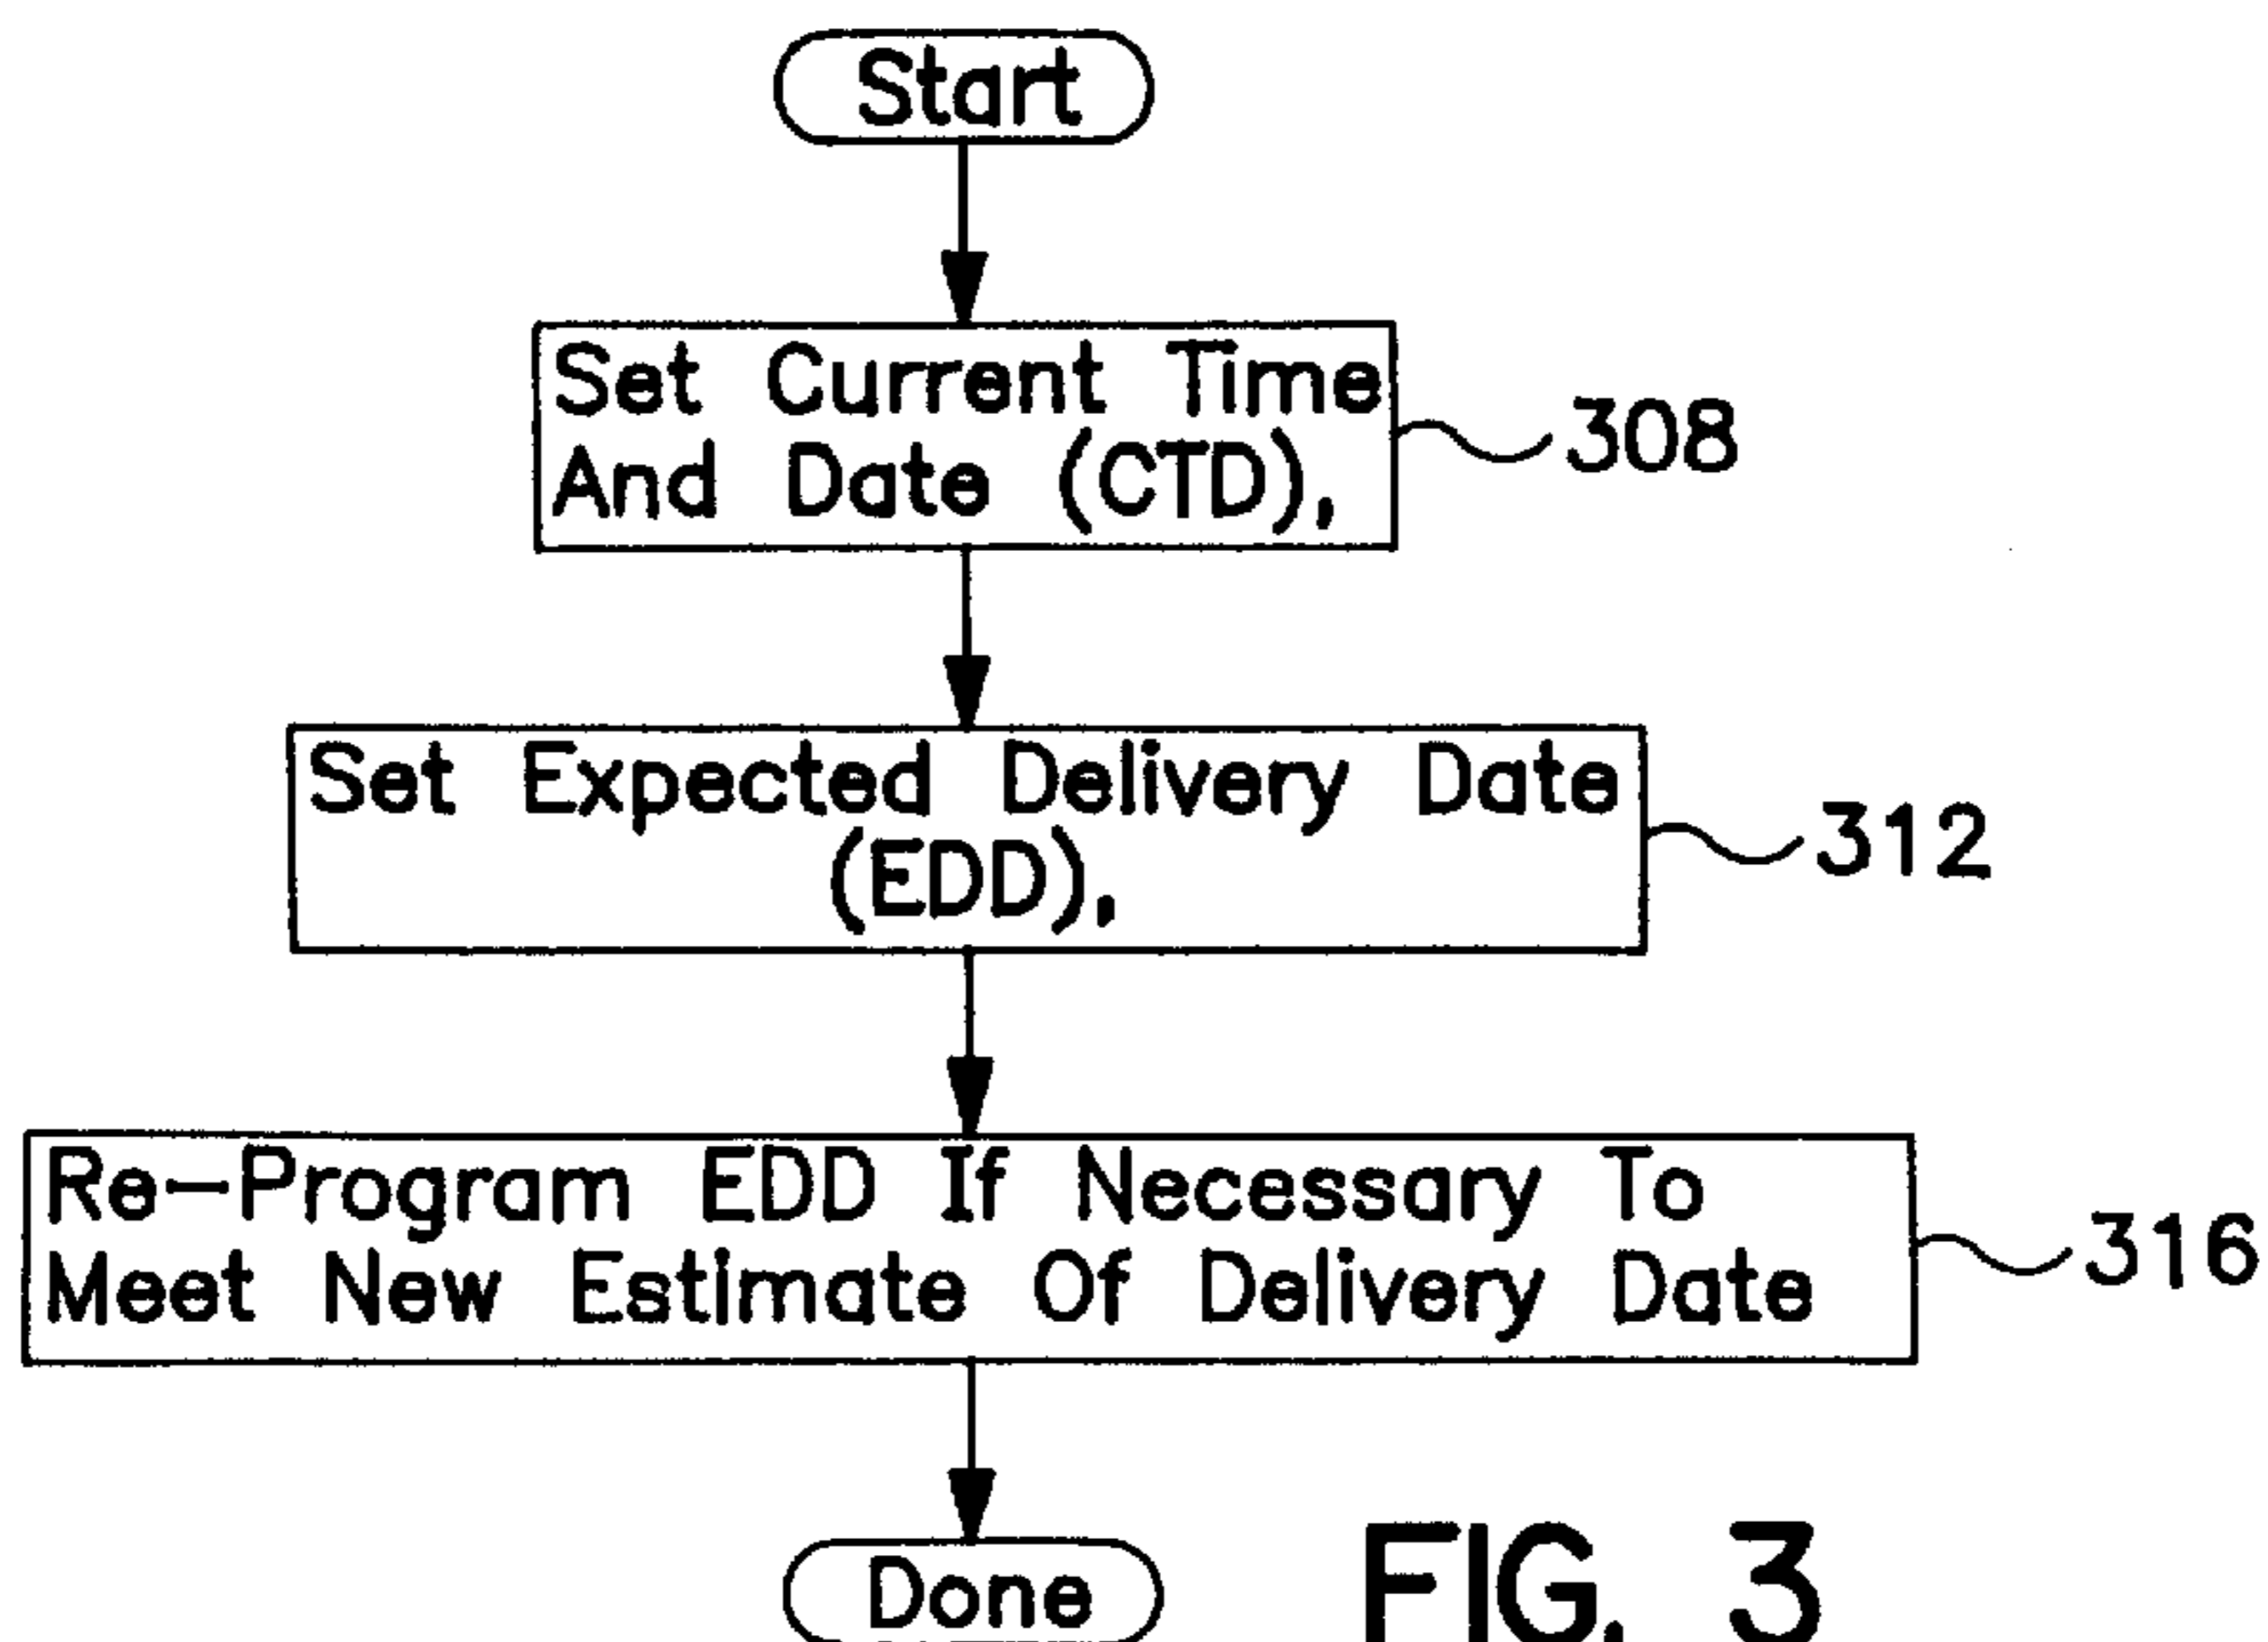 Start
Set Current Time
And Date (CTD),
308
Set Expected Delivery Date
(EDD),
312
Re-Program EDD If Necessary To
Meet New Estimate Of Delivery Date
316
Done
FIG. 3